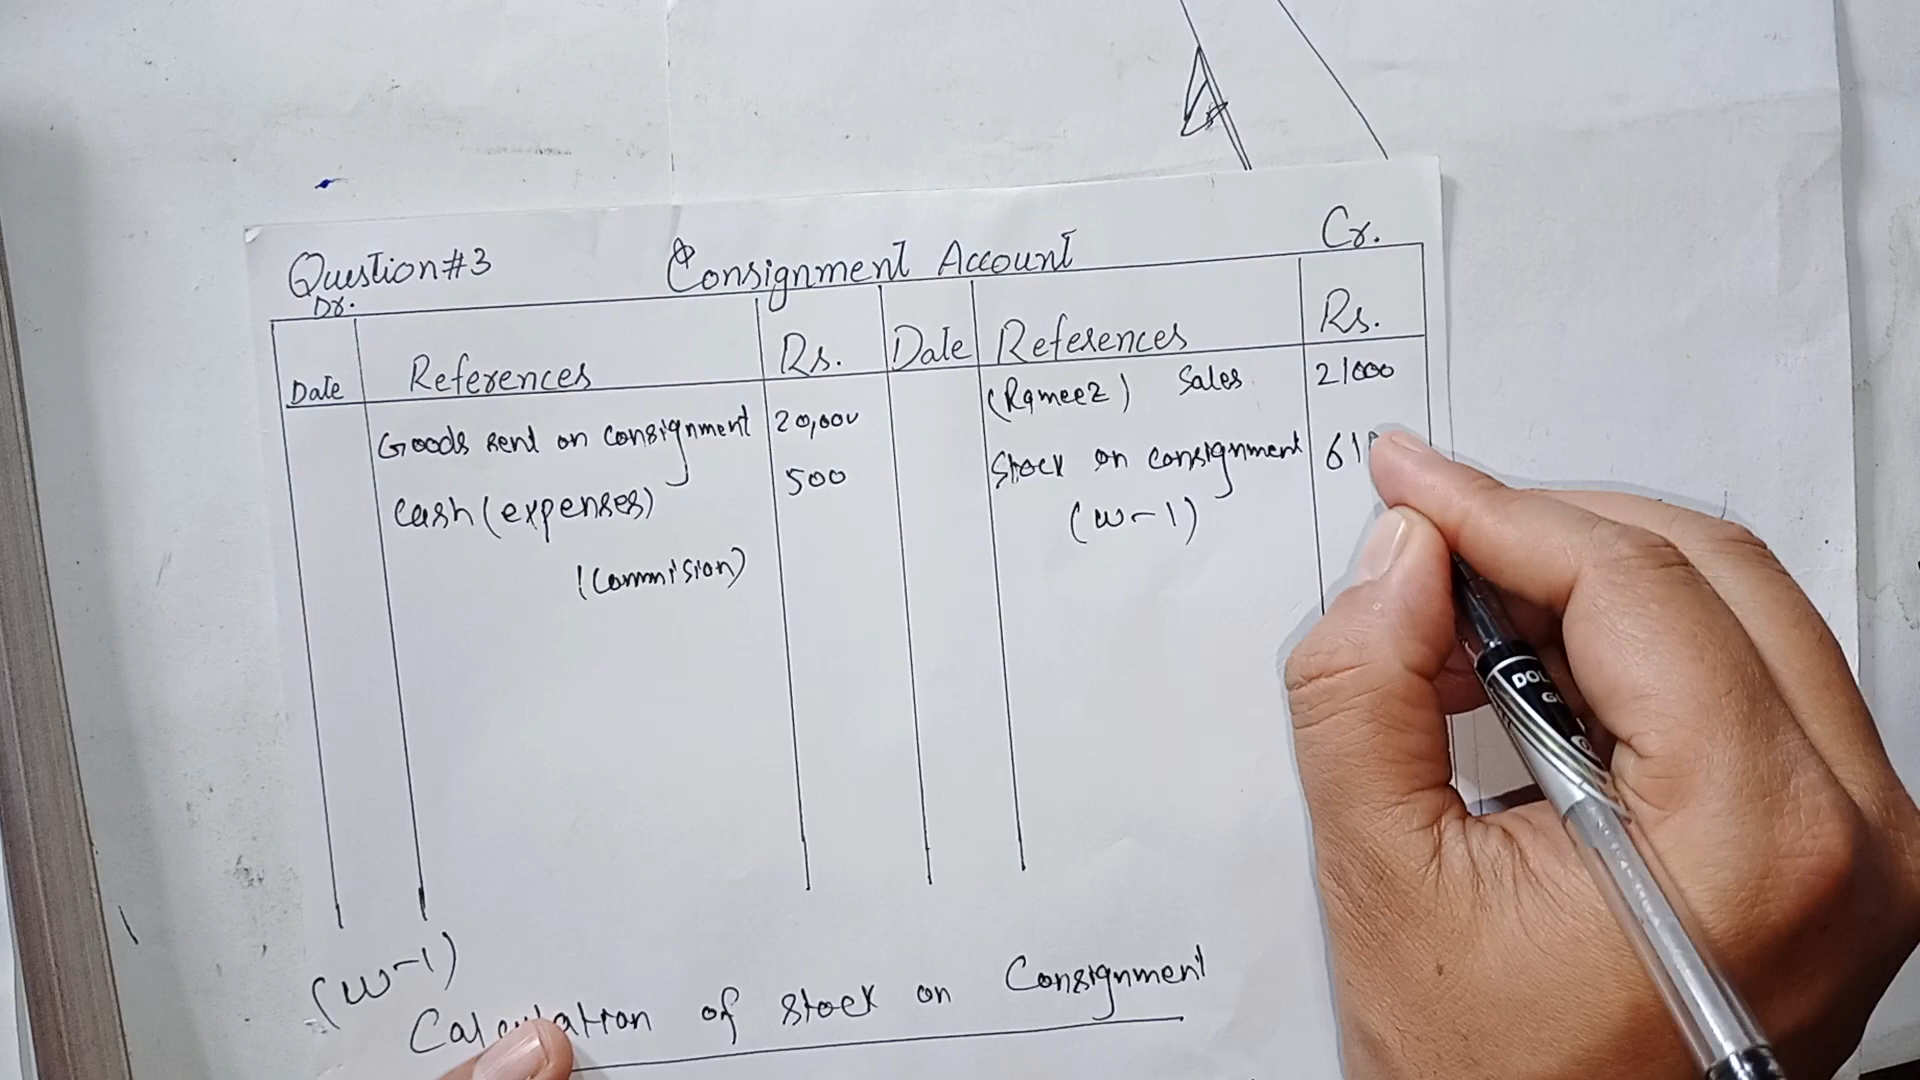 Question#3 Consignment Account Cr.
Dr.
Date References Rs. Date References Rs.
Goods sent on consignment 20,000 (Rameez) Sales 21000
Cash (expenses) 500 Stock on consignment
(w-1)
(Commision)
(w-1)
Calculation of stock on Consignment